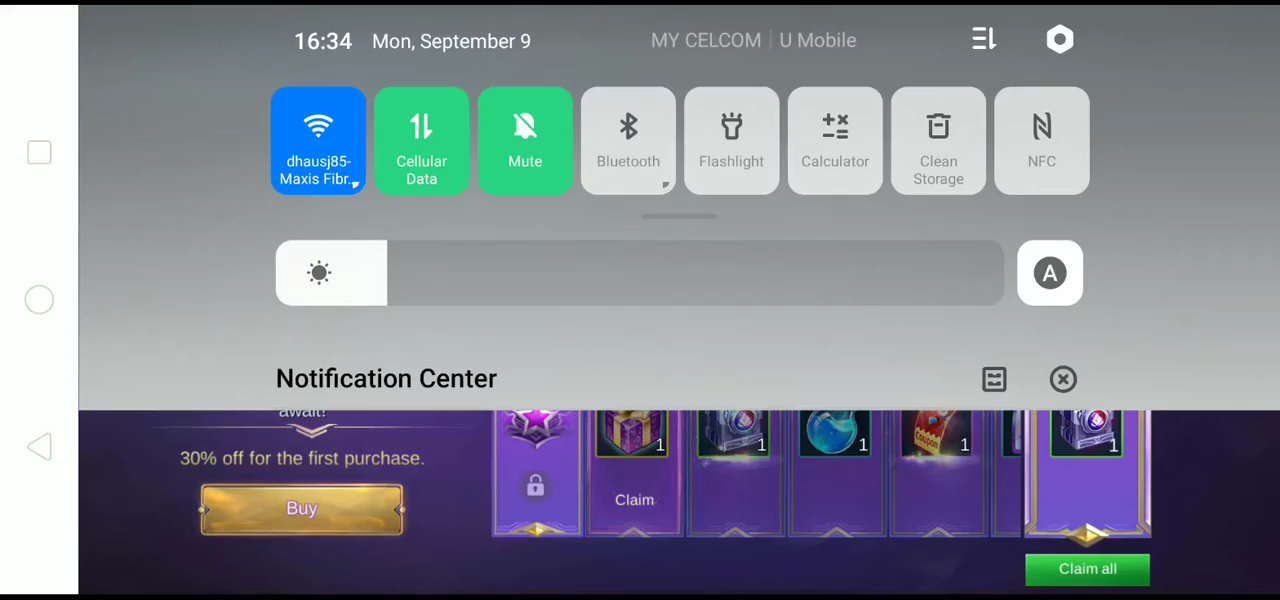 16:34 Mon, September 9 MY CELCOM | U Mobile
dhausj85-
Maxis Fibr..
Cellular
Data
Mute
Bluetooth
Flashlight
Calculator
Clean
Storage
NFC
A
Notification Center
await!
30% off for the first purchase.
Buy
1
1
1
Coupon
1
1
Claim
Claim all